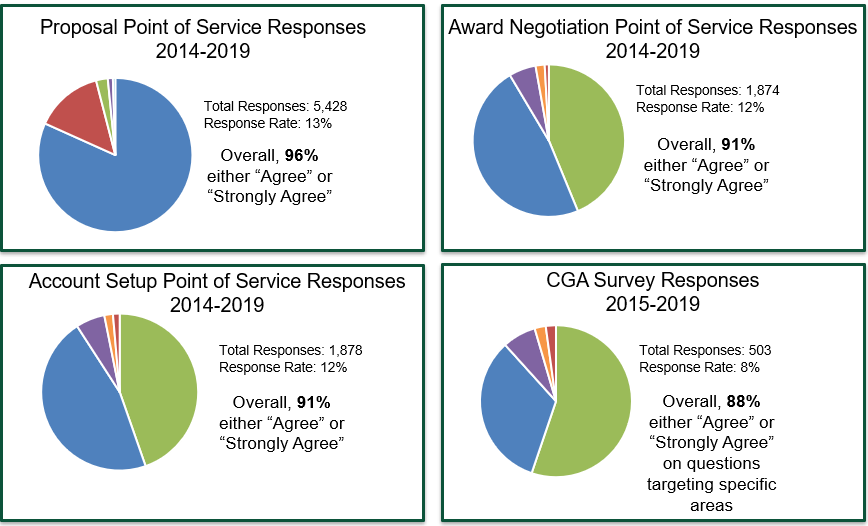 Proposal Point of Service Responses
2014-2019
Total Responses: 5,428
Response Rate: 13%
Overall, 96%
either “Agree” or
“Strongly Agree”
Award Negotiation Point of Service Responses
2014-2019
Total Responses: 1,874
Response Rate: 12%
Overall, 91%
either “Agree” or
“Strongly Agree”
Account Setup Point of Service Responses
2014-2019
Total Responses: 1,878
Response Rate: 12%
Overall, 91%
either “Agree” or
“Strongly Agree”
CGA Survey Responses
2015-2019
Total Responses: 503
Response Rate: 8%
Overall, 88%
either “Agree” or
“Strongly Agree”
on questions
targeting specific
areas